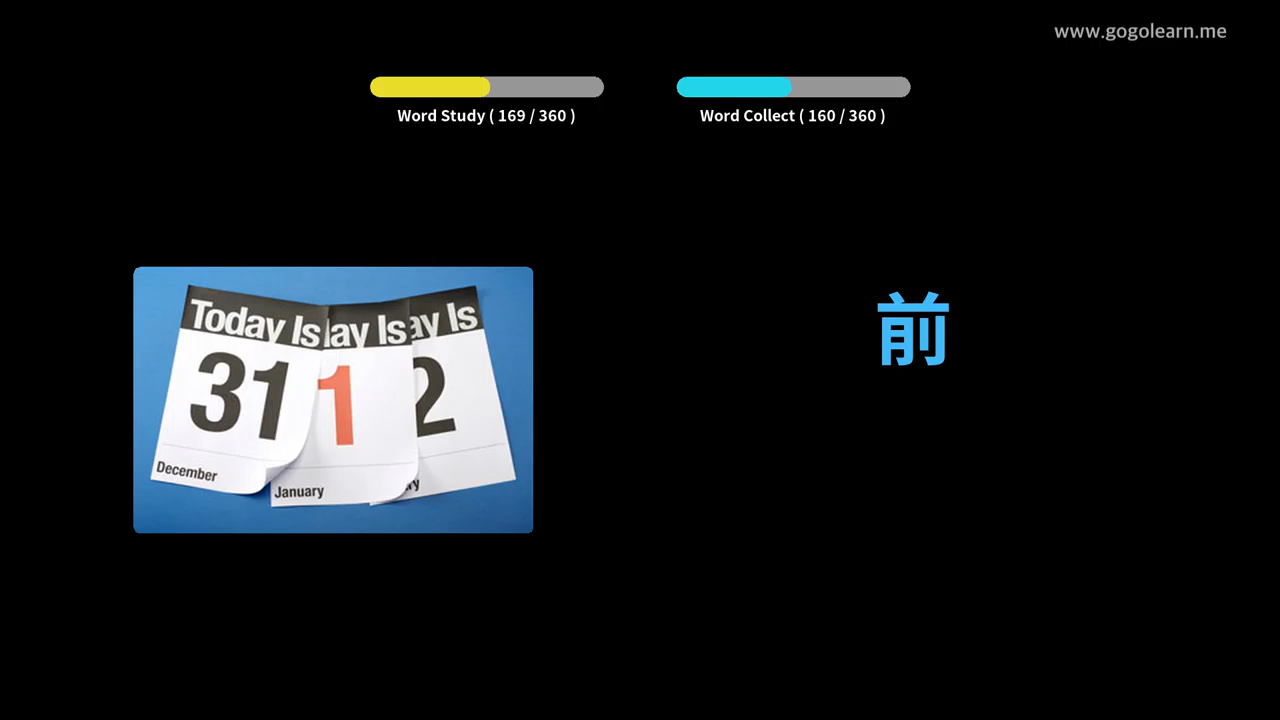 www.gogolearn.me
Word Study ( 169 / 360 )
Word Collect ( 160 / 360 )
前
Today Is
ay Is
ay Is
31
1
2
December
January
ry